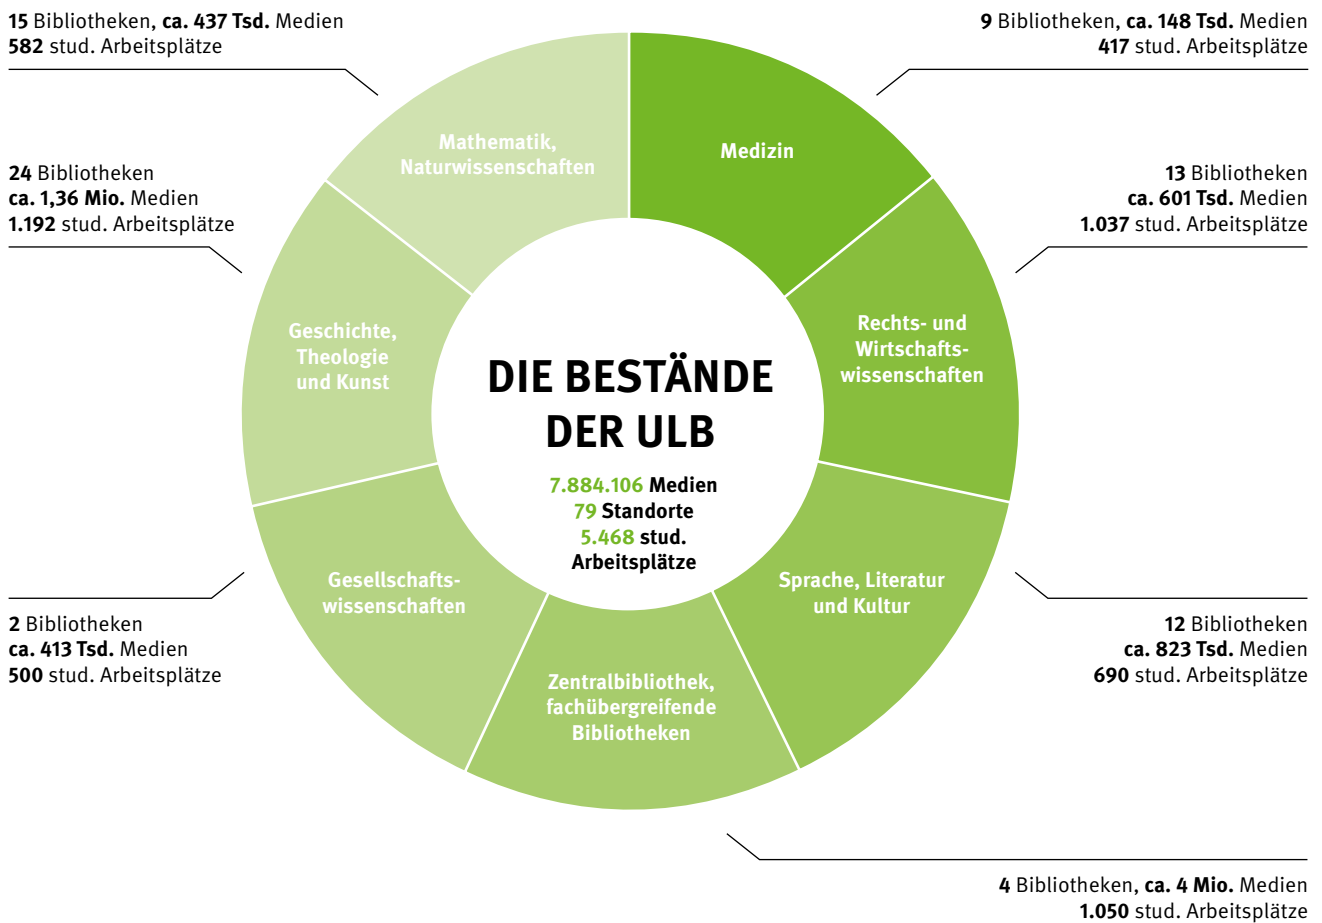 15 Bibliotheken, ca. 437 Tsd. Medien
582 stud. Arbeitsplätze
9 Bibliotheken, ca. 148 Tsd. Medien
417 stud. Arbeitsplätze
Mathematik,
Naturwissenschaften
Medizin
24 Bibliotheken
ca. 1,36 Mio. Medien
1.192 stud. Arbeitsplätze
13 Bibliotheken
ca. 601 Tsd. Medien
1.037 stud. Arbeitsplätze
Geschichte,
Theologie
und Kunst
Rechts- und
Wirtschafts-
wissenschaften
DIE BESTÄNDE
DER ULB
7.884.106 Medien
79 Standorte
5.468 stud.
Arbeitsplätze
Gesellschafts-
wissenschaften
Sprache, Literatur
und Kultur
2 Bibliotheken
ca. 413 Tsd. Medien
500 stud. Arbeitsplätze
12 Bibliotheken
ca. 823 Tsd. Medien
690 stud. Arbeitsplätze
Zentralbibliothek,
fachübergreifende
Bibliotheken
4 Bibliotheken, ca. 4 Mio. Medien
1.050 stud. Arbeitsplätze